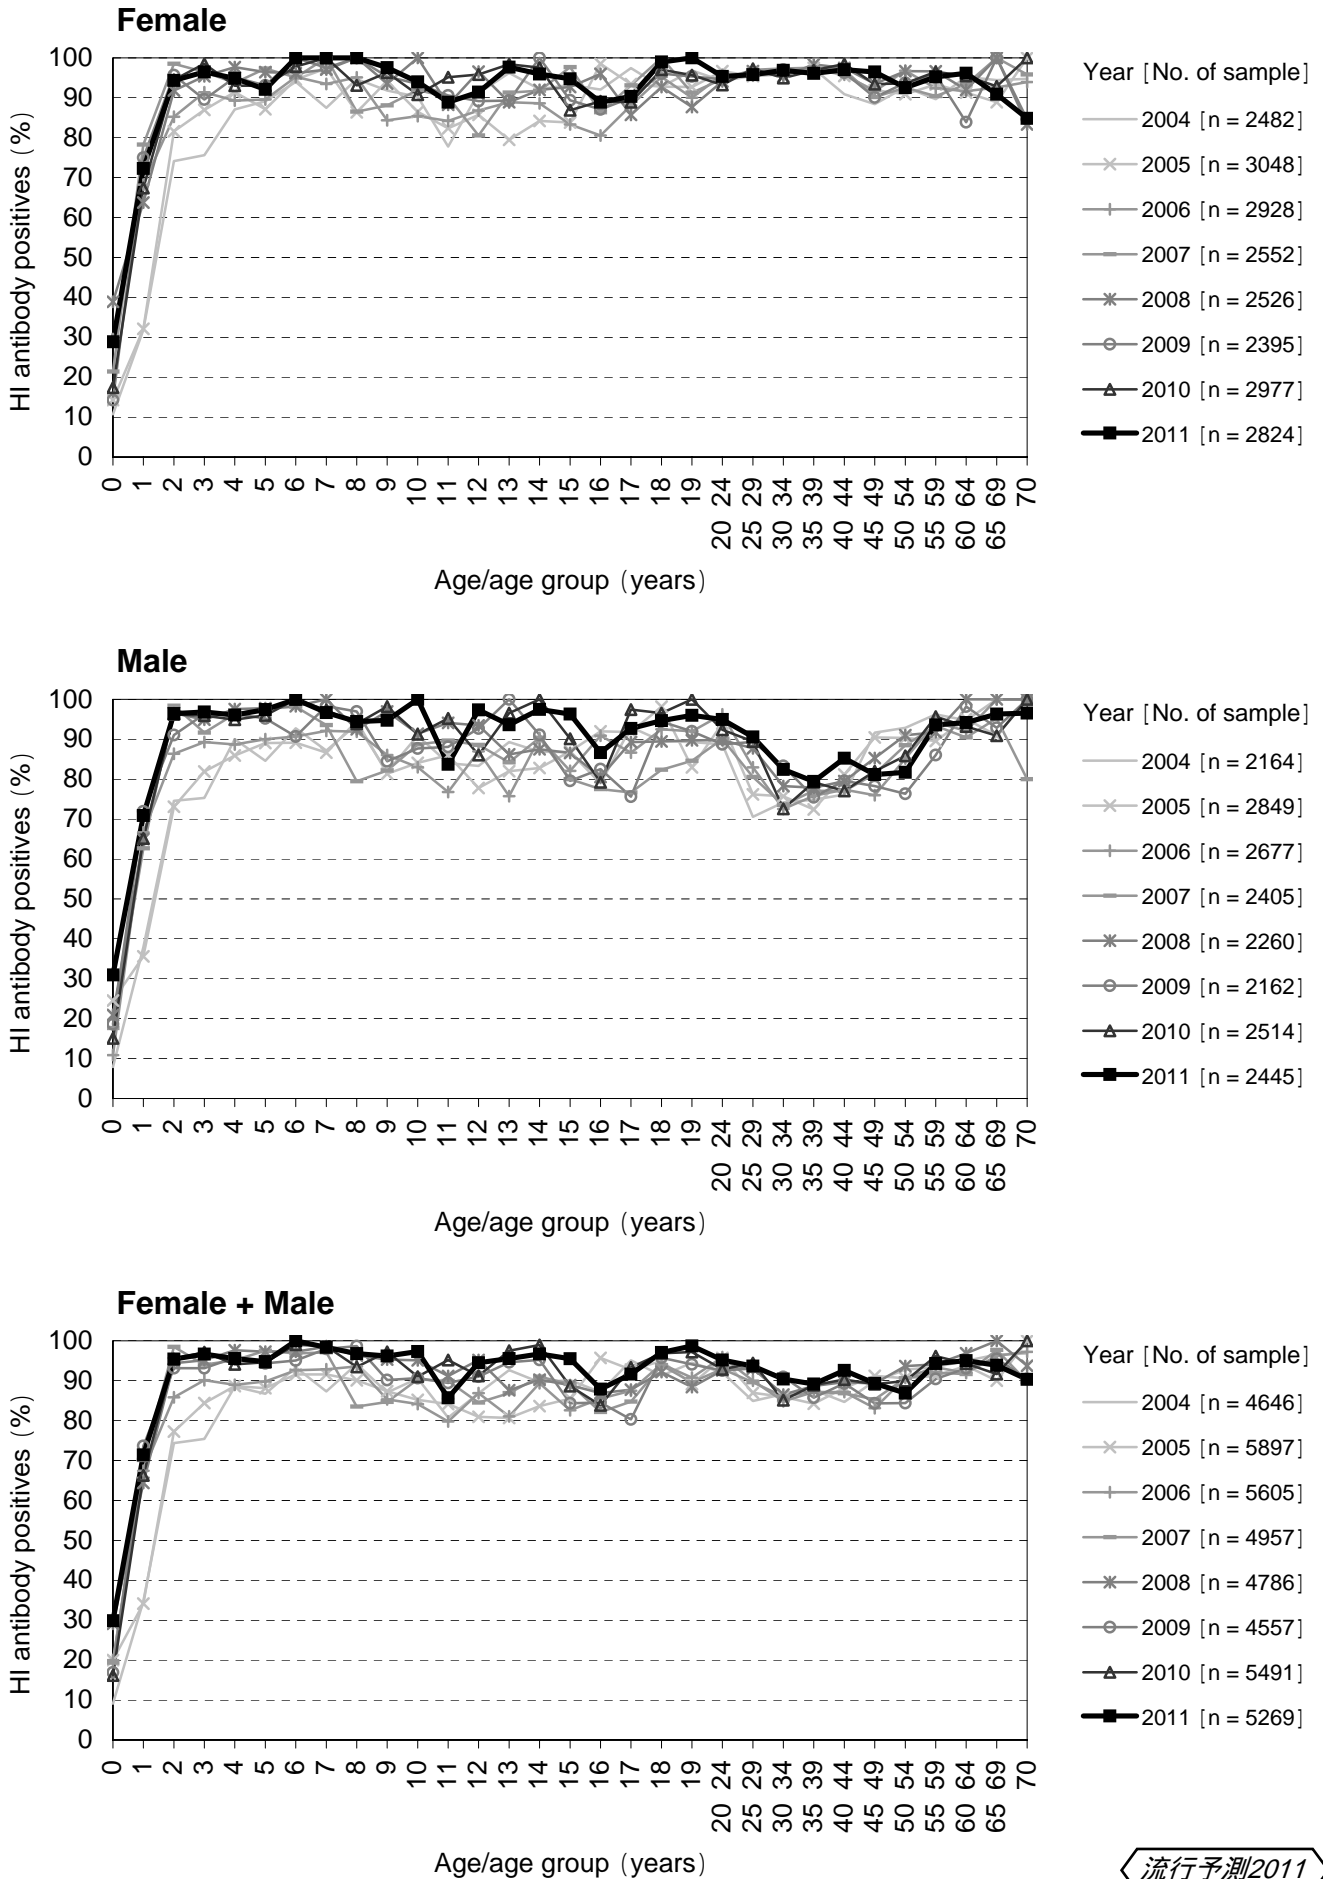 Female
HI antibody positives (%)
100
90
80
70
60
50
40
30
20
10
0
0 1 2 3 4 5 6 7 8 9 10 11 12 13 14 15 16 17 18 19 20 24 25 29 30 34 35 39 40 44 45 49 50 54 55 59 60 64 65 69 70
Age/age group (years)
Year [No. of sample]
2004 [n = 2482]
2005 [n = 3048]
2006 [n = 2928]
2007 [n = 2552]
2008 [n = 2526]
2009 [n = 2395]
2010 [n = 2977]
2011 [n = 2824]
Male
HI antibody positives (%)
100
90
80
70
60
50
40
30
20
10
0
0 1 2 3 4 5 6 7 8 9 10 11 12 13 14 15 16 17 18 19 20 24 25 29 30 34 35 39 40 44 45 49 50 54 55 59 60 64 65 69 70
Age/age group (years)
Year [No. of sample]
2004 [n = 2164]
2005 [n = 2849]
2006 [n = 2677]
2007 [n = 2405]
2008 [n = 2260]
2009 [n = 2162]
2010 [n = 2514]
2011 [n = 2445]
Female + Male
HI antibody positives (%)
100
90
80
70
60
50
40
30
20
10
0
0 1 2 3 4 5 6 7 8 9 10 11 12 13 14 15 16 17 18 19 20 24 25 29 30 34 35 39 40 44 45 49 50 54 55 59 60 64 65 69 70
Age/age group (years)
Year [No. of sample]
2004 [n = 4646]
2005 [n = 5897]
2006 [n = 5605]
2007 [n = 4957]
2008 [n = 4786]
2009 [n = 4557]
2010 [n = 5491]
2011 [n = 5269]
流行予測2011